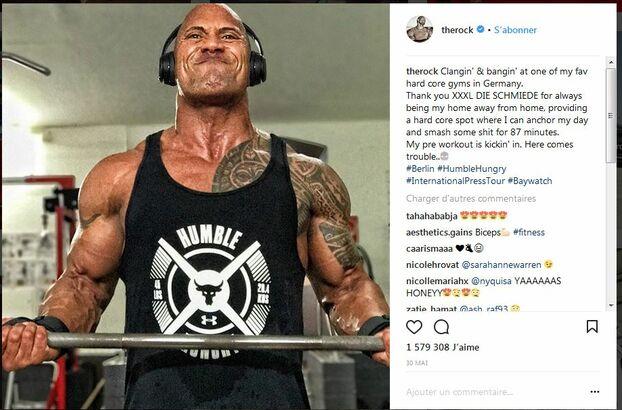 therock • S'abonner
therock Clangin' & bangin' at one of my fav
hard core gyms in Germany.
Thank you XXXL DIE SCHMIEDE for always
being my home away from home, providing
a hard core spot where I can anchor my day
and smash some shit for 87 minutes.
My pre workout is kickin' in. Here comes
trouble..💀
#Berlin #HumbleHungry
#InternationalPressTour #Baywatch
Charger d'autres commentaires
tahahababja 😍😍😍😍😍
aesthetics.gains Biceps💪🏻 #fitness
caarismaaa
nicolehrovat @sarahannewarren 😉
nicollemariahx @nyquisa YAAAAAAS
HONEYY
zatie_hamat @ash_raf93
1 579 308 J'aime
30 MAI
Ajouter un commentaire...
HUMBLE